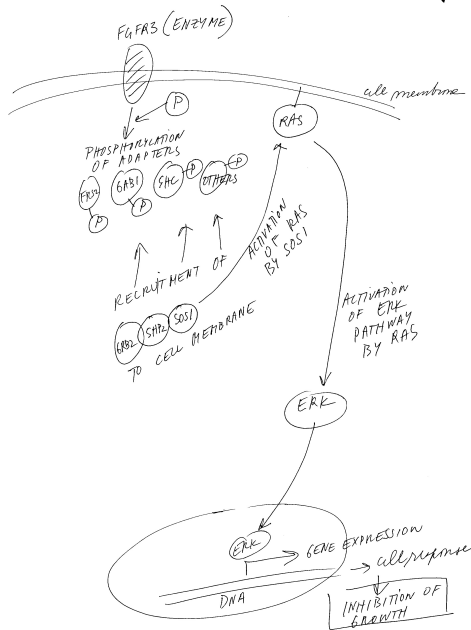 FGFR3 (ENZYME)
cell membrane
P
RAS
PHOSPHORYLATION
OF ADAPTERS
FRS2
GAB1
SHC
P
OTHERS
P
P
P
ACTIVATION
OF RAS
BY SOS1
RECRUITMENT OF
GRB2
SHP2
SOS1
TO CELL MEMBRANE
ACTIVATION
OF ERK
PATHWAY
BY RAS
ERK
ERK
GENE EXPRESSION
cell response
DNA
INHIBITION OF
GROWTH